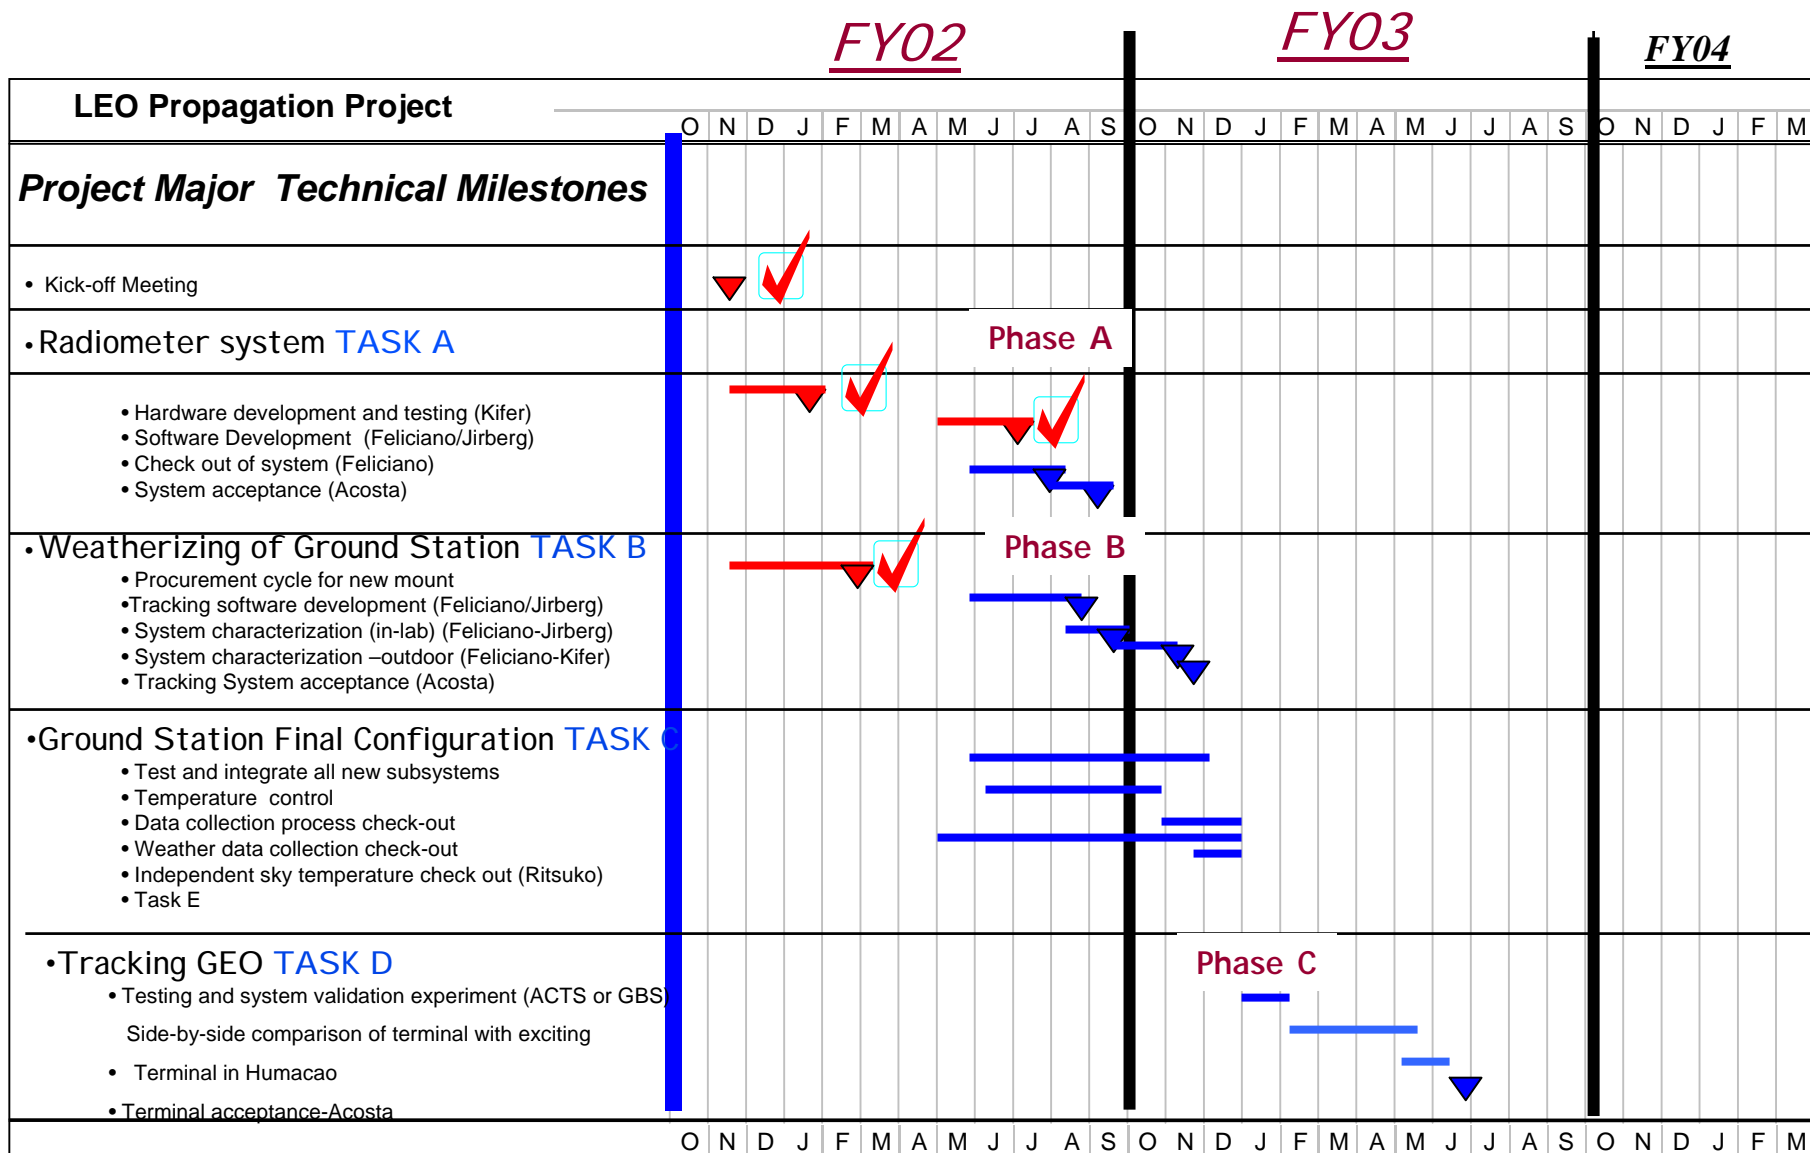 FY02 FY03 FY04
LEO Propagation Project
O N D J F M A M J J A S O N D J F M A M J J A S O N D J F M
Project Major Technical Milestones
• Kick-off Meeting
• Radiometer system TASK A
Phase A
• Hardware development and testing (Kifer)
• Software Development (Feliciano/Jirberg)
• Check out of system (Feliciano)
• System acceptance (Acosta)
• Weatherizing of Ground Station TASK B
Phase B
• Procurement cycle for new mount
•Tracking software development (Feliciano/Jirberg)
• System characterization (in-lab) (Feliciano-Jirberg)
• System characterization –outdoor (Feliciano-Kifer)
• Tracking System acceptance (Acosta)
•Ground Station Final Configuration TASK C
• Test and integrate all new subsystems
• Temperature control
• Data collection process check-out
• Weather data collection check-out
• Independent sky temperature check out (Ritsuko)
• Task E
•Tracking GEO TASK D
Phase C
• Testing and system validation experiment (ACTS or GBS)
Side-by-side comparison of terminal with exciting
• Terminal in Humacao
• Terminal acceptance-Acosta
O N D J F M A M J J A S O N D J F M A M J J A S O N D J F M